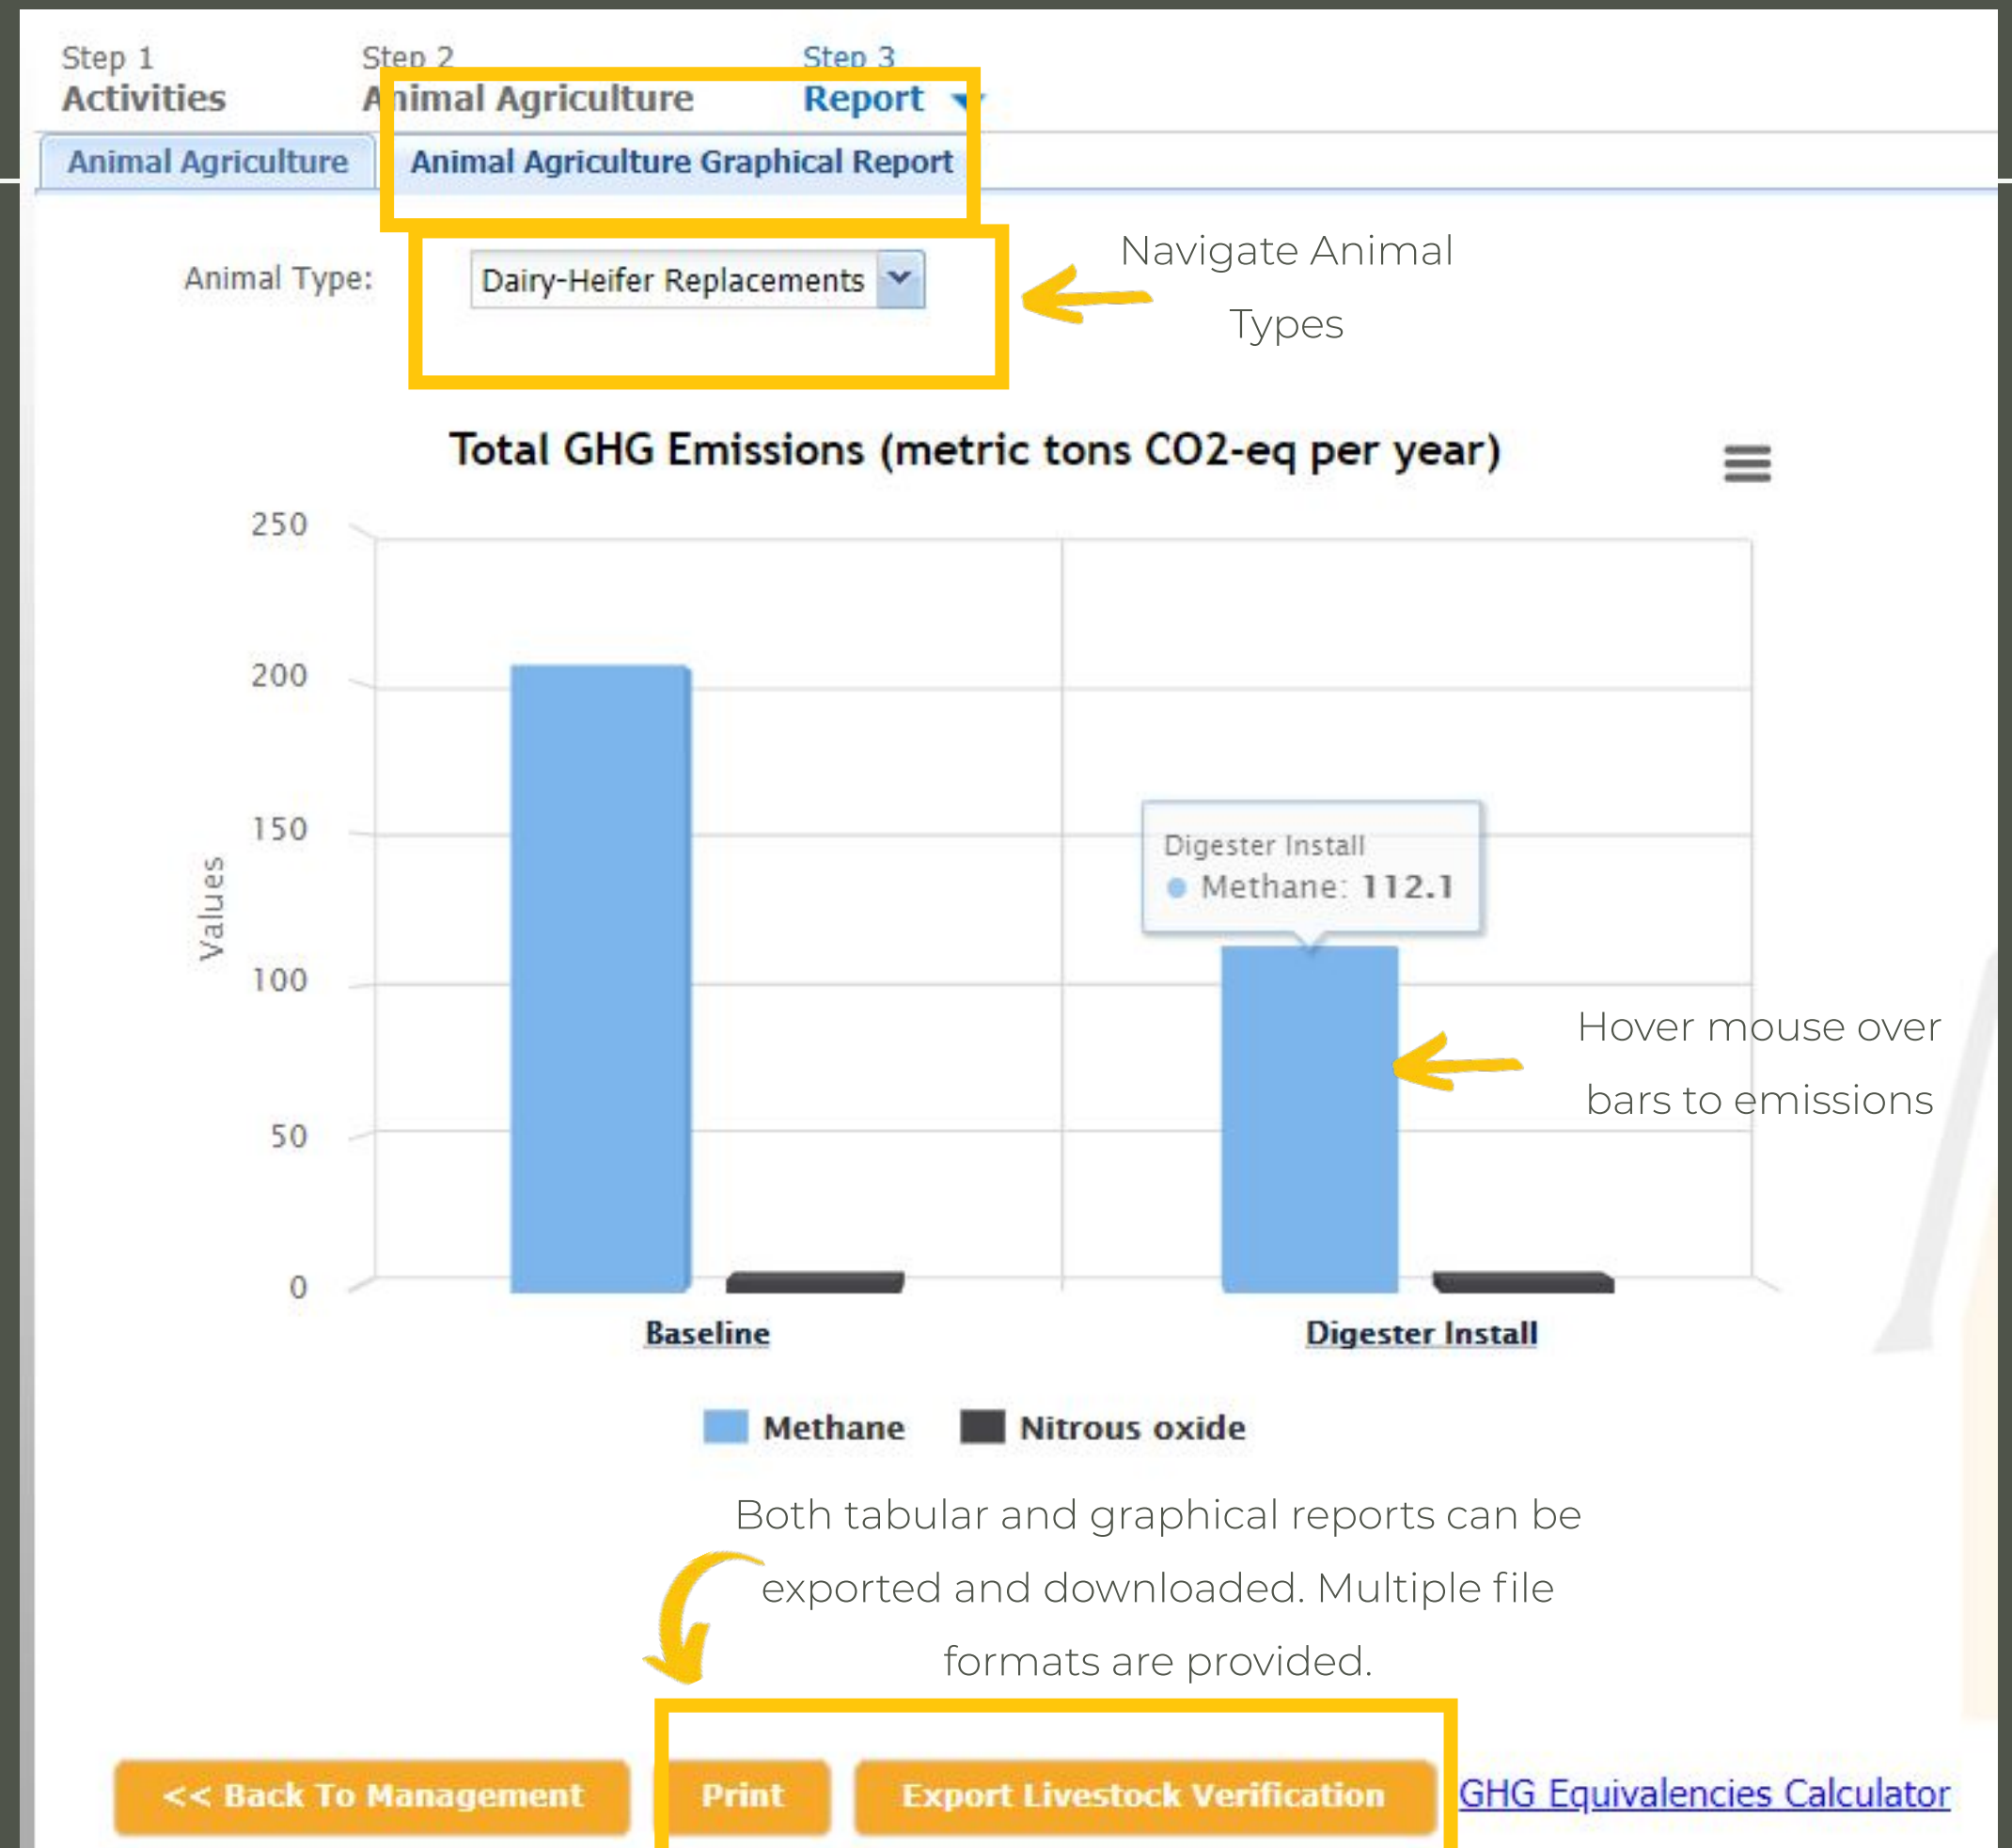 Step 1
Activities
Step 2
Animal Agriculture
Step 3
Report
Animal Agriculture
Animal Agriculture Graphical Report
Animal Type:
Dairy-Heifer Replacements
Navigate Animal
Types
Total GHG Emissions (metric tons CO2-eq per year)
250
200
150
100
50
0
Values
Digester Install
Methane: 112.1
Hover mouse over
bars to emissions
Baseline
Digester Install
Methane
Nitrous oxide
Both tabular and graphical reports can be
exported and downloaded. Multiple file
formats are provided.
<< Back To Management
Print
Export Livestock Verification
GHG Equivalencies Calculator